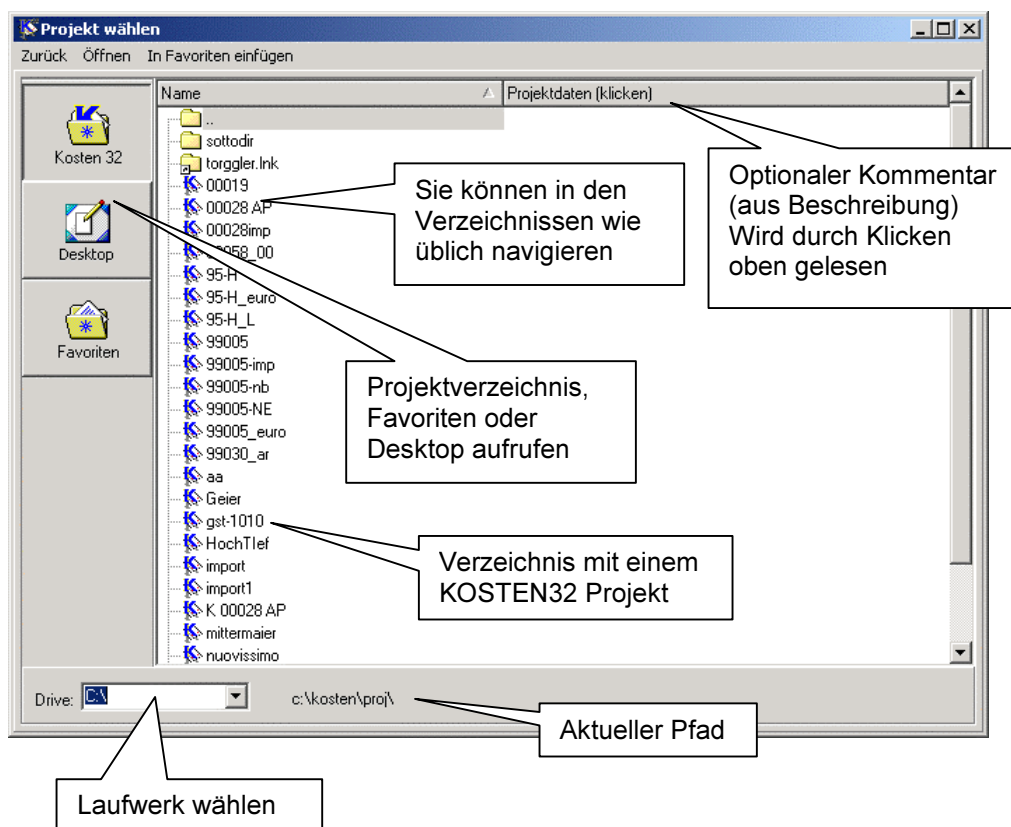 Projekt wählen
Zurück Öffnen In Favoriten einfügen
Name Projektdaten (klicken)
Kosten 32
Desktop
Favoriten
..
sottodir
torggler.lnk
00019
00028 AP
00028imp
_00
95-H
95-H_euro
95-H_L
99005
99005-imp
99005-nb
99005-NE
99005_euro
99030_ar
aa
Geier
gst-1010
HochTIef
import
import1
K 00028 AP
mittermaier
nuovissimo
Sie können in den
Verzeichnissen wie
üblich navigieren
Optionaler Kommentar
(aus Beschreibung)
Wird durch Klicken
oben gelesen
Projektverzeichnis,
Favoriten oder
Desktop aufrufen
Verzeichnis mit einem
KOSTEN32 Projekt
Drive: C:\ c:\kosten\proj\
Aktueller Pfad
Laufwerk wählen